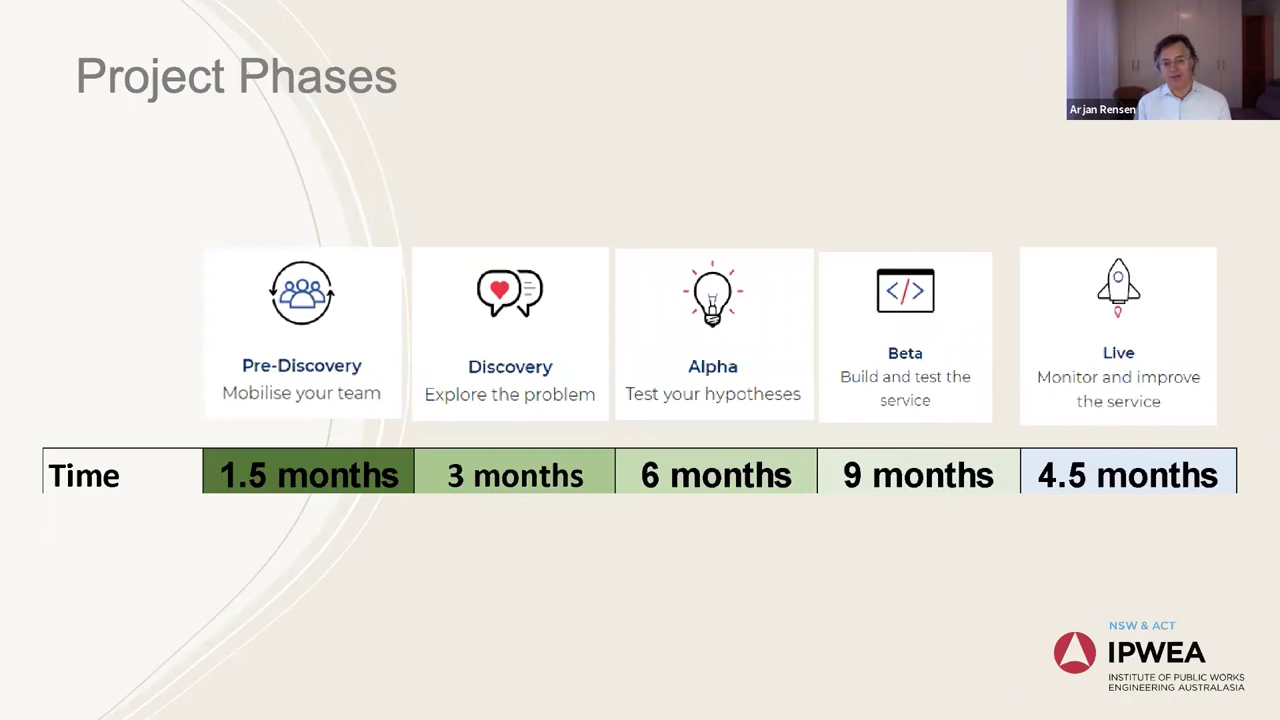 Project Phases
Arjan Rensen
Pre-Discovery
Mobilise your team
Discovery
Explore the problem
Alpha
Test your hypotheses
</>
Beta
Build and test the
service
Live
Monitor and improve
the service
Time 1.5 months 3 months 6 months 9 months 4.5 months
NSW & ACT
IPWEA
INSTITUTE OF PUBLIC WORKS
ENGINEERING AUSTRALASIA